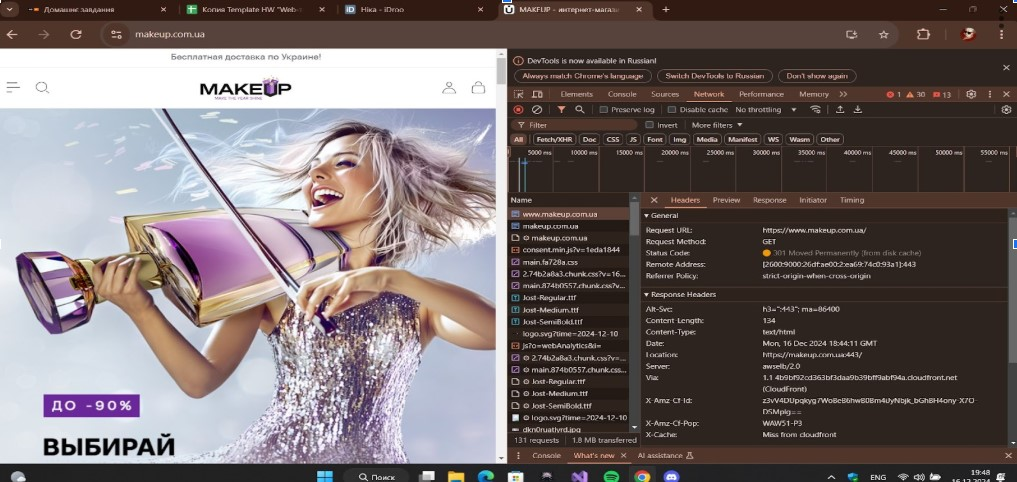 Домашнє завдання
Копия Template HW "Web-
Ніка - iDroo
MAKEUP - интернет-магаз
makeup.com.ua
Бесплатная доставка по Украине!
MAKEUP
ДО -90%
ВЫБИРАЙ
DevTools is now available in Russian!
Always match Chrome's language
Switch DevTools to Russian
Don't show again
Elements Console Sources Network Performance Memory 1 30 13
Preserve log Disable cache No throttling
Filter Invert More filters
All Fetch/XHR Doc CSS JS Font Img Media Manifest WS Wasm Other
5000 ms 10000 ms 15000 ms 20000 ms 25000 ms 30000 ms 35000 ms 40000 ms 45000 ms 50000 ms 55000 ms
Name
www.makeup.com.ua
makeup.com.ua
makeup.com.ua
consent.min.js?v=1eda1844
main.fa728a.css
2.74b2a8a3.chunk.css?v=16...
main.874b0557.chunk.css?v...
Jost-Regular.ttf
Jost-Medium.ttf
Jost-SemiBold.ttf
logo.svg?time=2024-12-10
js?o=webAnalytics&i=
2.74b2a8a3.chunk.css?v=...
main.874b0557.chunk.css...
Jost-Regular.ttf
Jost-Medium.ttf
Jost-SemiBold.ttf
logo.svg?time=2024-12-10
131 requests 1.8 MB transferred
Headers Preview Response Initiator Timing
General
Request URL: https://www.makeup.com.ua/
Request Method: GET
Status Code: 301 Moved Permanently (from disk cache)
Remote Address: [2600:9000:26df:ae00:2:ea69:74c0:93a1]:443
Referrer Policy: strict-origin-when-cross-origin
Response Headers
Alt-Svc: h3=":443"; ma=86400
Content-Length: 134
Content-Type: text/html
Date: Mon, 16 Dec 2024 18:44:11 GMT
Location: https://makeup.com.ua:443/
Server: awselb/2.0
Via: 1.1 4b9bf92cd363bf3daa9b39bff9abf94a.cloudfront.net
(CloudFront)
X-Amz-Cf-Id:
X-Amz-Cf-Pop: WAW51-P3
X-Cache: Miss from cloudfront
Console What's new AI assistance
Поиск
ENG
19:48
16.12.2024